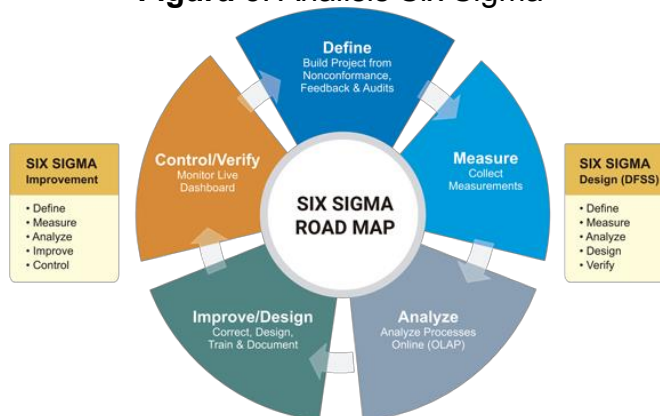 Figura Análisis Six Sigma
Define
Build Project from
Nonconformance,
Feedback & Audits
Control/Verify
Monitor Live
Dashboard
Measure
Collect
Measurements
SIX SIGMA
ROAD MAP
SIX SIGMA
Improvement
• Define
• Measure
• Analyze
• Improve
• Control
SIX SIGMA
Design (DFSS)
• Define
• Measure
• Analyze
• Design
• Verify
Improve/Design
Correct, Design,
Train & Document
Analyze
Analyze Processes
Online (OLAP)